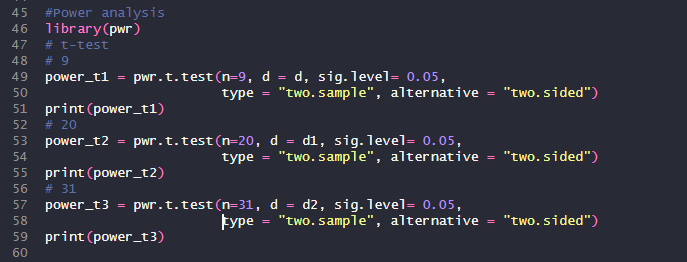 45 #Power analysis
46 library(pwr)
47 # t-test
48 # 9
49 power_t1 = pwr.t.test(n=9, d = d, sig.level= 0.05,
50 type = "two.sample", alternative = "two.sided")
51 print(power_t1)
52 # 20
53 power_t2 = pwr.t.test(n=20, d = d1, sig.level= 0.05,
54 type = "two.sample", alternative = "two.sided")
55 print(power_t2)
56 # 31
57 power_t3 = pwr.t.test(n=31, d = d2, sig.level= 0.05,
58 type = "two.sample", alternative = "two.sided")
59 print(power_t3)
60